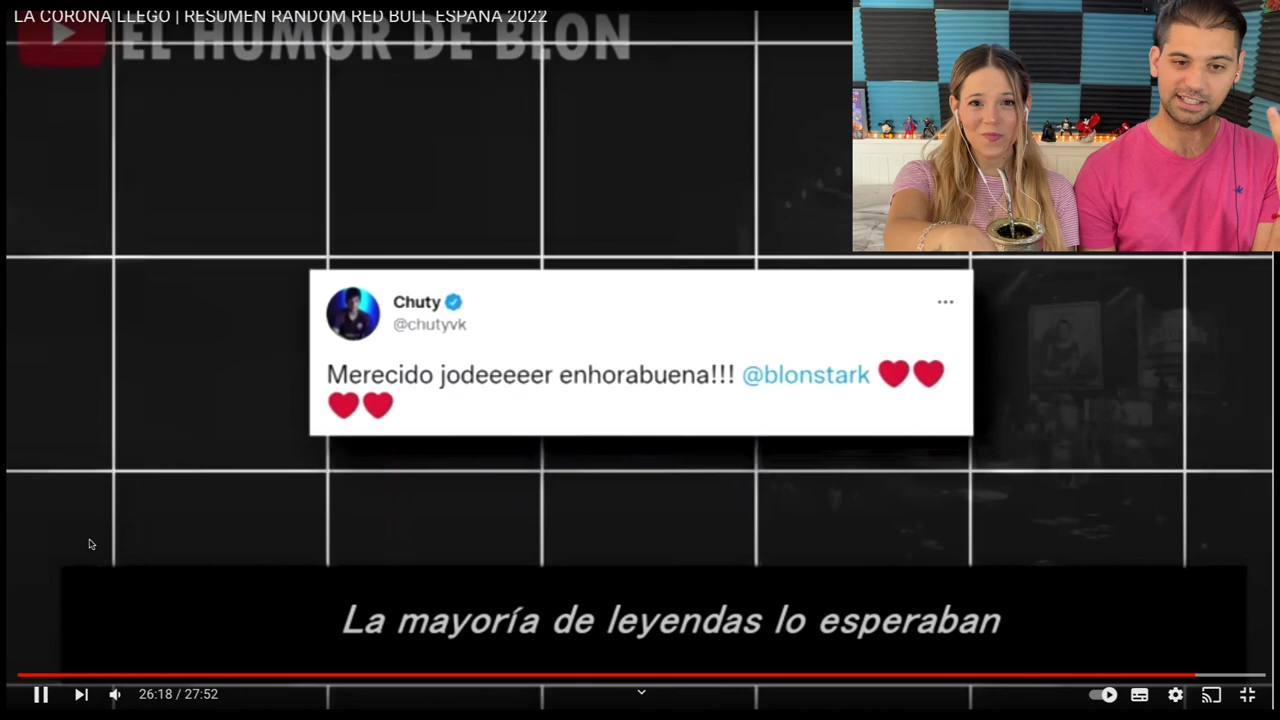 LA CORONA LLEGÓ | RESUMEN RANDOM RED BULL ESPAÑA 2022
EL HUMOR DE BLON
Chuty
@chutyvk
Merecido jodeeeeer enhorabuena!!! @blonstark ❤️❤️
❤️❤️
La mayoría de leyendas lo esperaban
26:18 / 27:52